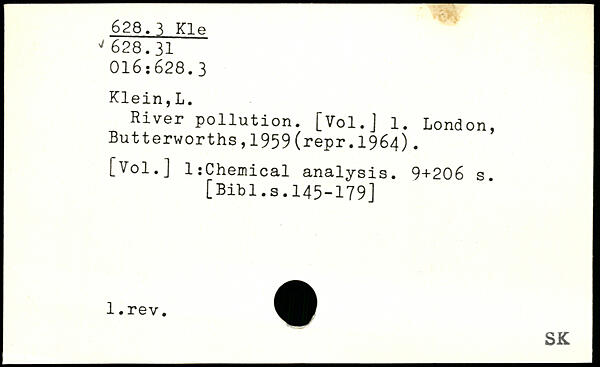 628.3 Kle
✓ 628.31
016:628.3
Klein,L.
River pollution. [Vol.] 1. London,
Butterworths,1959(repr.1964).
[Vol.] 1:Chemical analysis. 9+206 s.
[Bibl.s.145-179]
1.rev.
SK